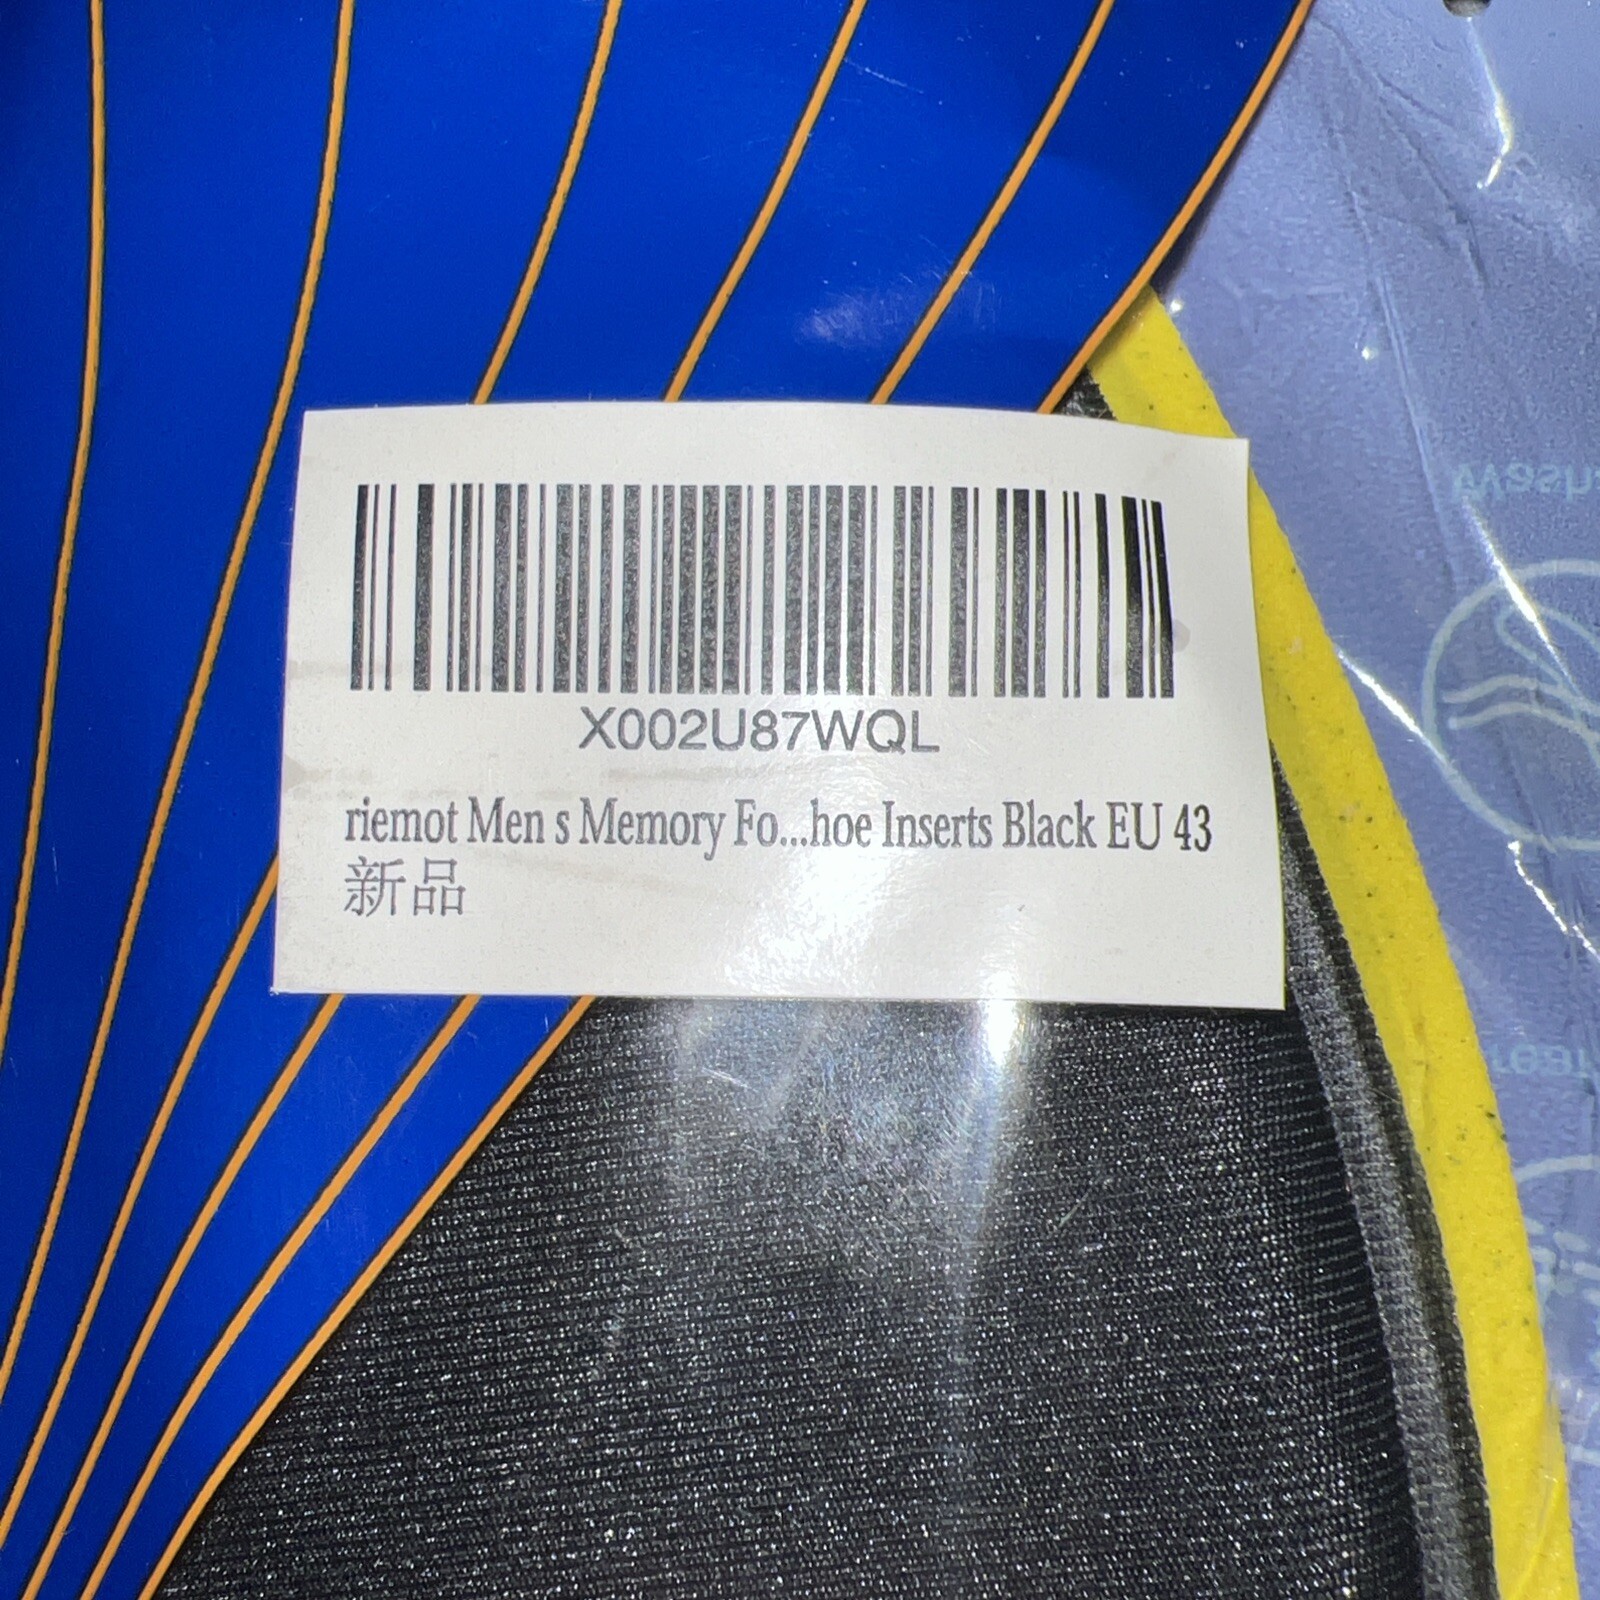 X002U87WQL
riemot Men s Memory Fo...hoe Inserts Black EU 43
新品